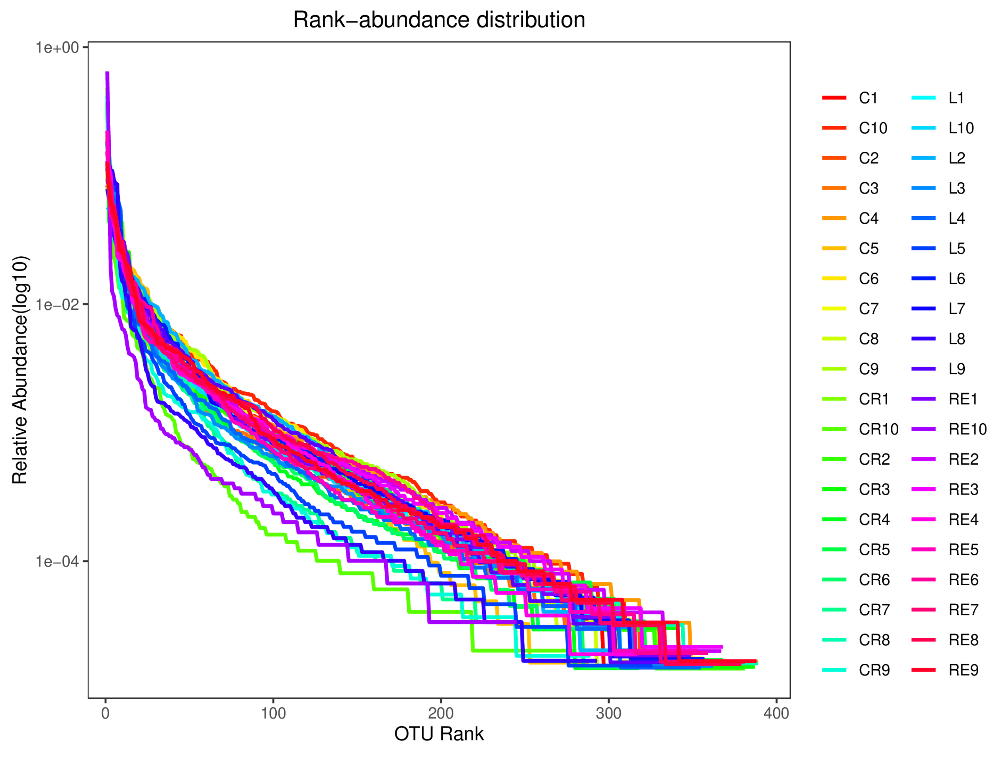 Rank−abundance distribution
Relative Abundance(log10)
1e+00
1e−02
1e−04
0 100 200 300 400
OTU Rank
C1 L1
C10 L10
C2 L2
C3 L3
C4 L4
C5 L5
C6 L6
C7 L7
C8 L8
C9 L9
CR1 RE1
CR10 RE10
CR2 RE2
CR3 RE3
CR4 RE4
CR5 RE5
CR6 RE6
CR7 RE7
CR8 RE8
CR9 RE9